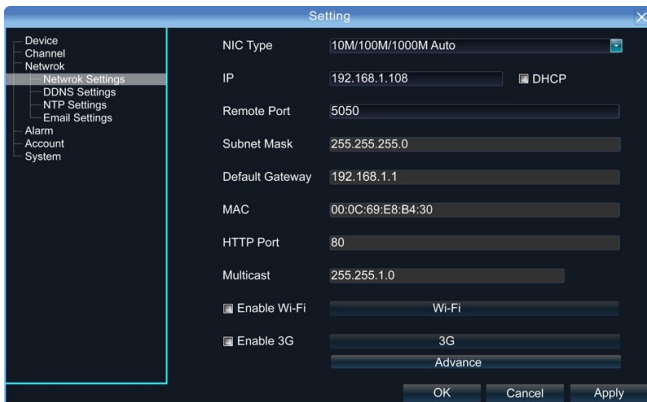 Setting
Device
Channel
Netwrok
Netwrok Settings
DDNS Settings
NTP Settings
Email Settings
Alarm
Account
System
NIC Type 10M/100M/1000M Auto
IP 192.168.1.108 DHCP
Remote Port 5050
Subnet Mask 255.255.255.0
Default Gateway 192.168.1.1
MAC 00:0C:69:E8:B4:30
HTTP Port 80
Multicast 255.255.1.0
Enable Wi-Fi Wi-Fi
Enable 3G 3G
Advance
OK Cancel Apply